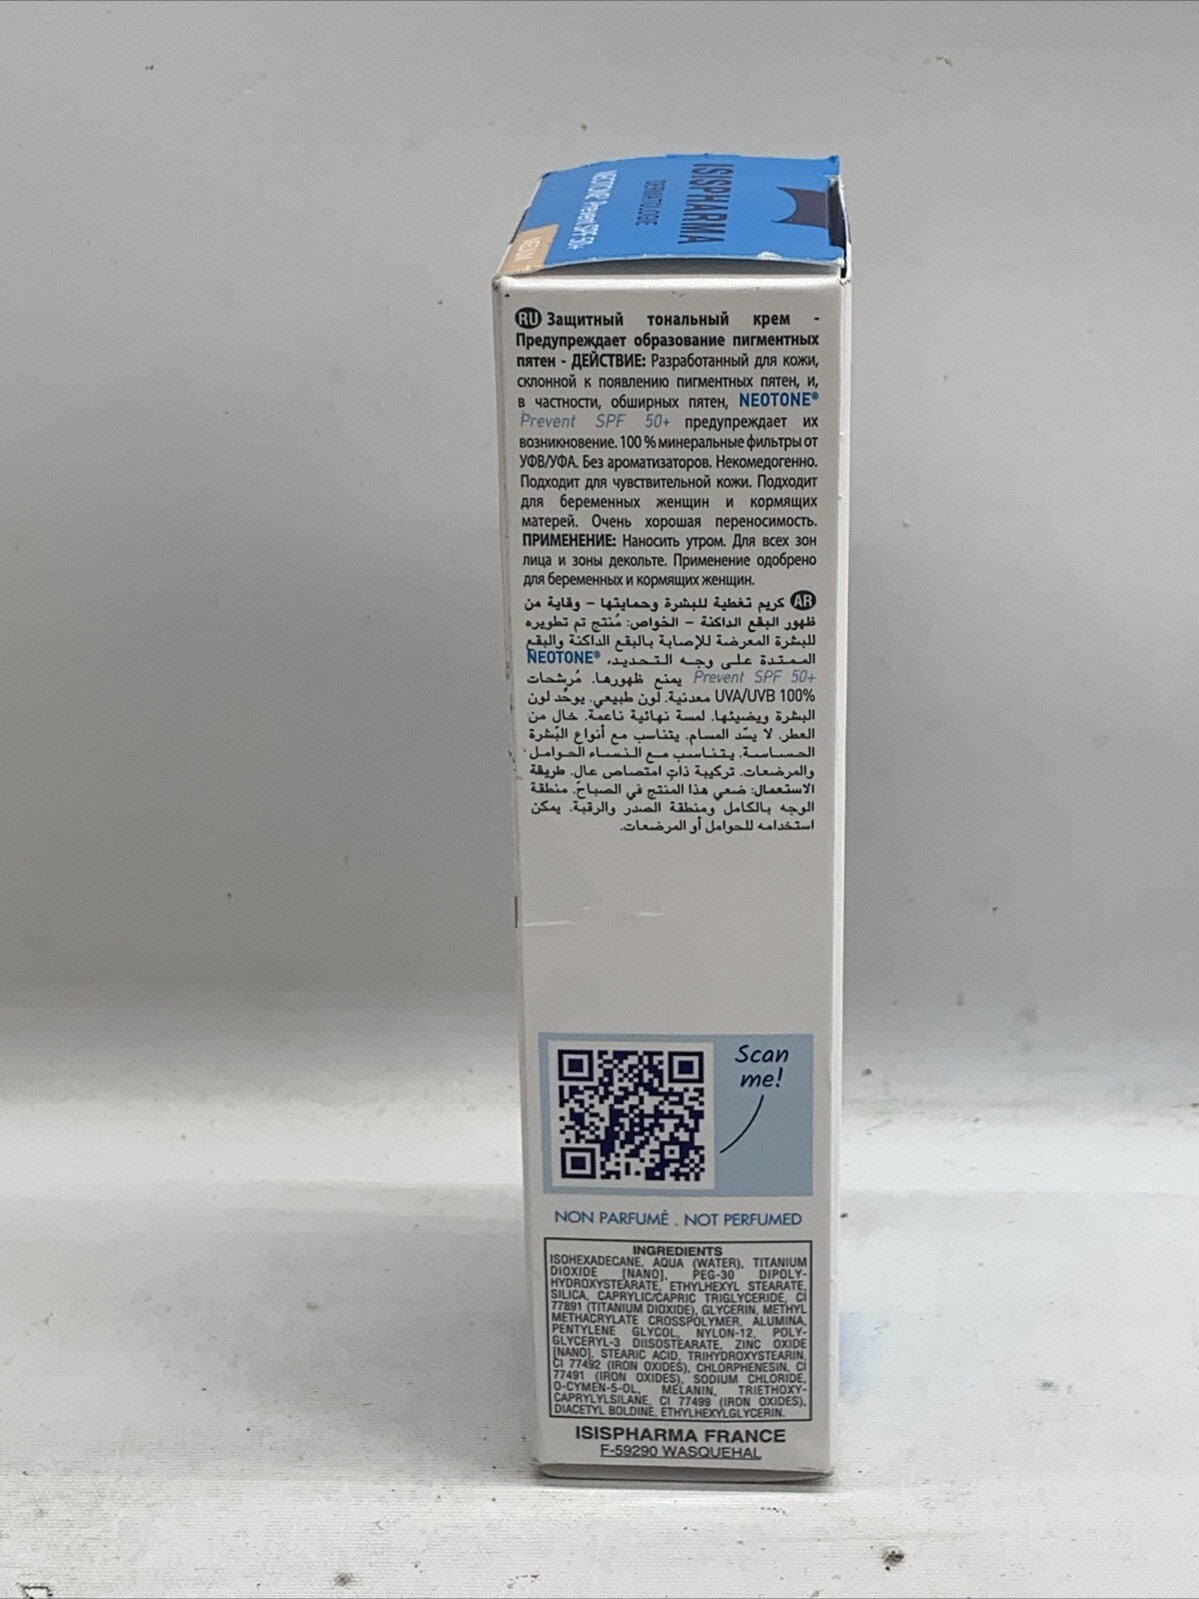 ISISPHARMA
DERMATOLOGIE
NEOTONE® Prevent SPF 50+
MEDIUM
RU Защитный тональный крем -
Предупреждает образование пигментных
пятен - ДЕЙСТВИЕ: Разработанный для кожи,
склонной к появлению пигментных пятен, и,
в частности, обширных пятен, NEOTONE®
Prevent SPF 50+ предупреждает их
возникновение. 100 % минеральные фильтры от
УФВ/УФА. Без ароматизаторов. Некомедогенно.
Подходит для чувствительной кожи. Подходит
для беременных женщин и кормящих
матерей. Очень хорошая переносимость.
ПРИМЕНЕНИЕ: Наносить утром. Для всех зон
лица и зоны декольте. Применение одобрено
для беременных и кормящих женщин.
AR كريم تغطية للبشرة وحمايتها – وقاية من
ظهور البقع الداكنة – الخواص: مُنتج تم تطويره
للبشرة المعرضة للإصابة بالبقع الداكنة والبقع
الممتدة على وجه التحديد، NEOTONE®
Prevent SPF 50+ يمنع ظهورها. مُرشحات
UVA/UVB 100% معدنية. لون طبيعي. يوحّد لون
البشرة ويضيئها. لمسة نهائية ناعمة. خال من
العطر. لا يسدّ المسام. يتناسب مع أنواع البّشرة
الحساسة. يتناسب مع النساء الحوامل
والمرضعات. تركيبة ذات امتصاص عال. طريقة
الاستعمال: ضعي هذا المنتج في الصباح. منطقة
الوجه بالكامل ومنطقة الصدر والرقبة. يمكن
استخدامه للحوامل أو المرضعات.
Scan
me!
NON PARFUMÉ . NOT PERFUMED
INGREDIENTS
ISOHEXADECANE, AQUA (WATER), TITANIUM
DIOXIDE [NANO], PEG-30 DIPOLY-
HYDROXYSTEARATE, ETHYLHEXYL STEARATE,
SILICA, CAPRYLIC/CAPRIC TRIGLYCERIDE, CI
77891 (TITANIUM DIOXIDE), GLYCERIN, METHYL
METHACRYLATE CROSSPOLYMER, ALUMINA,
PENTYLENE GLYCOL, NYLON-12, POLY-
GLYCERYL-3 DIISOSTEARATE, ZINC OXIDE
[NANO], STEARIC ACID, TRIHYDROXYSTEARIN,
CI 77492 (IRON OXIDES), CHLORPHENESIN, CI
77491 (IRON OXIDES), SODIUM CHLORIDE,
O-CYMEN-5-OL, MELANIN, TRIETHOXY-
CAPRYLYLSILANE, CI 77499 (IRON OXIDES),
DIACETYL BOLDINE, ETHYLHEXYLGLYCERIN.
ISISPHARMA FRANCE
F-59290 WASQUEHAL